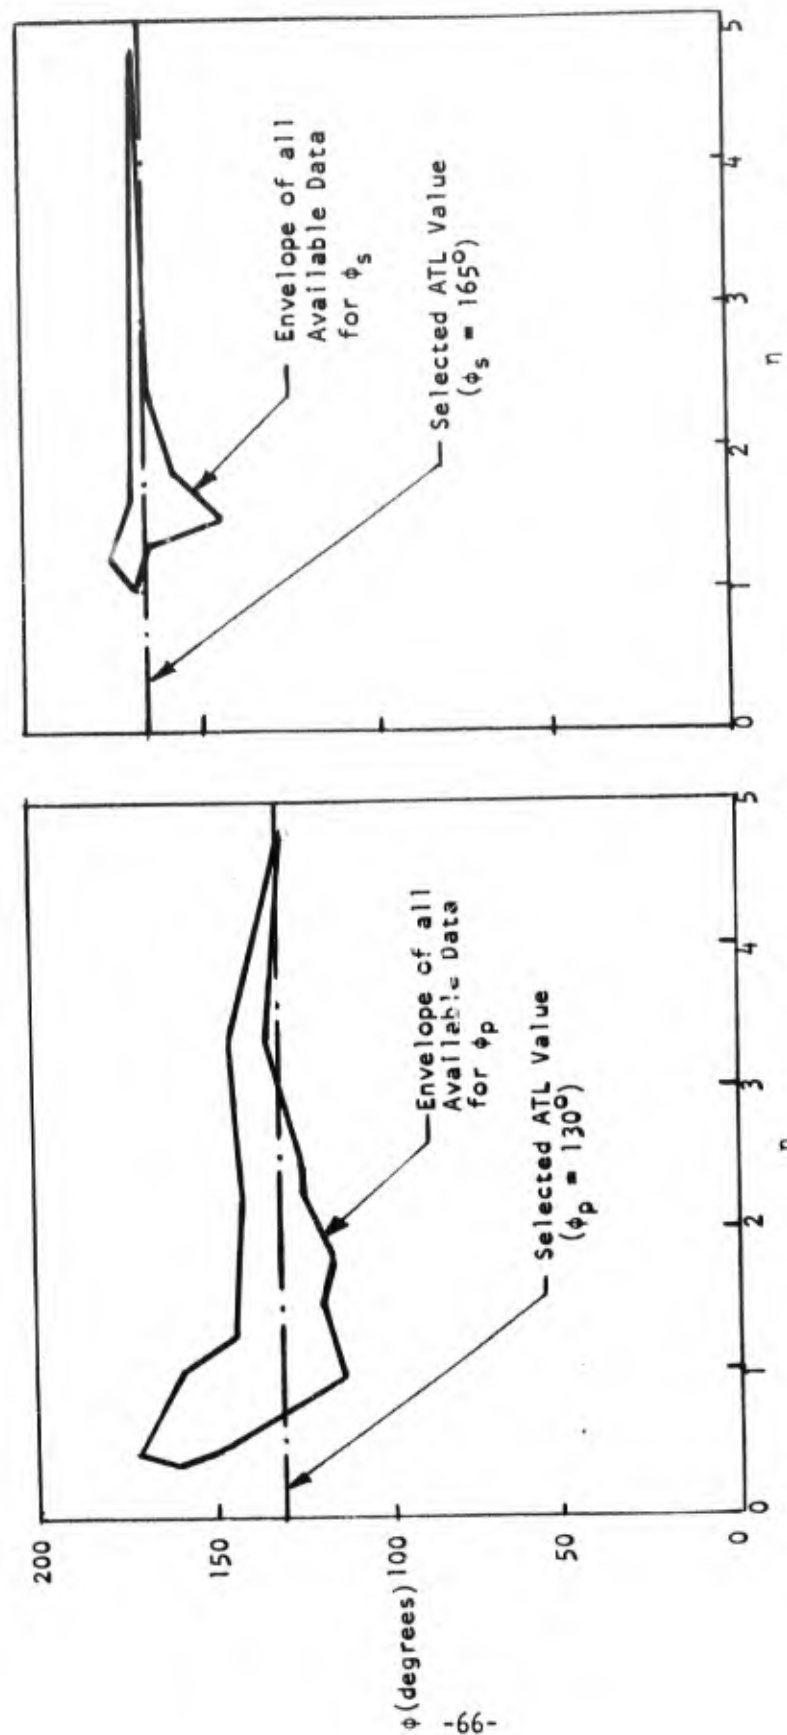 200
150
φ(degrees) 100
50
0
0
1
2
3
4
5
η
Envelope of all
Available Data
for φp
Selected ATL Value
(φp = 130°)
0
1
2
3
4
5
η
Envelope of all
Available Data
for φs
Selected ATL Value
(φs = 165°)
-66-